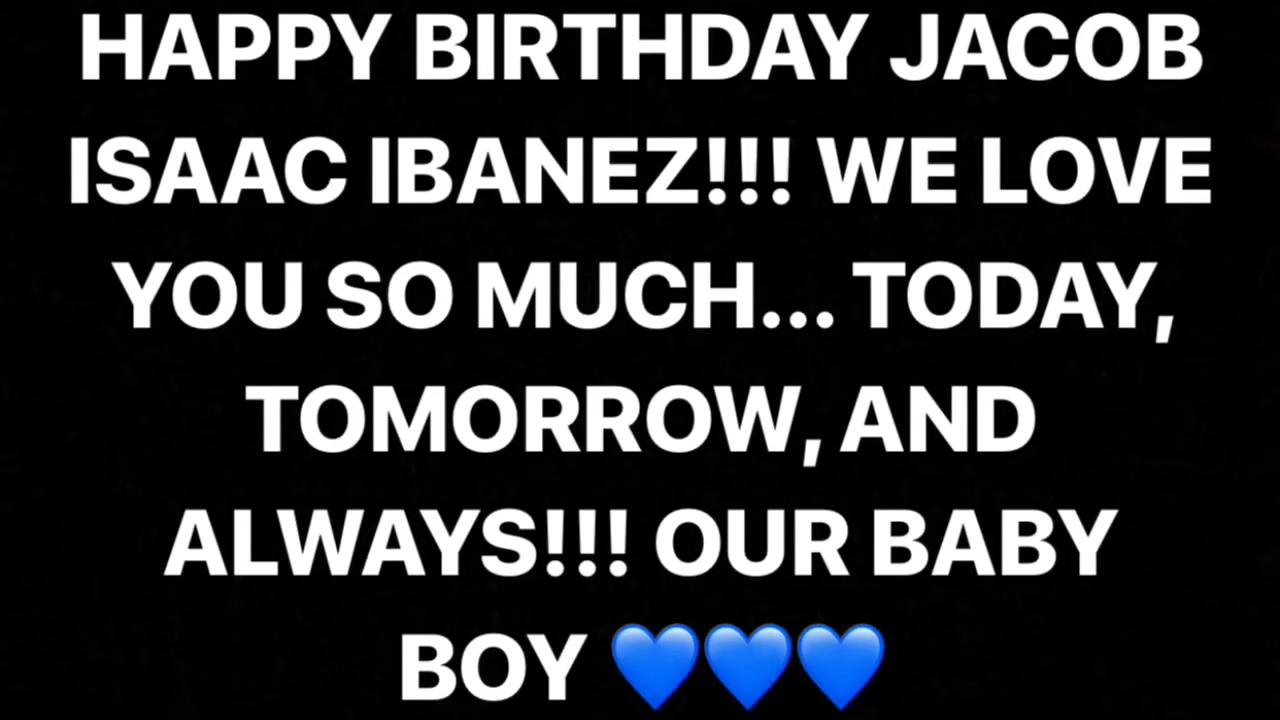 HAPPY BIRTHDAY JACOB
ISAAC IBANEZ!!! WE LOVE
YOU SO MUCH... TODAY,
TOMORROW, AND
ALWAYS!!! OUR BABY
BOY 💙💙💙